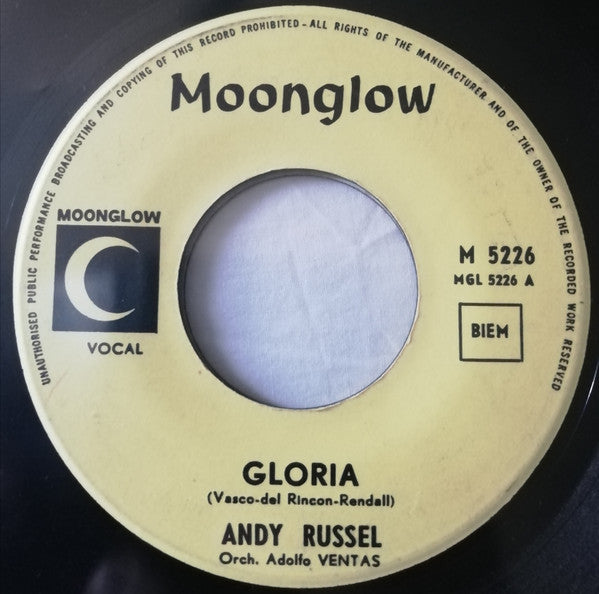 UNAUTHORISED PUBLIC PERFORMANCE BROADCASTING AND COPYING OF THIS RECORD PROHIBITED-ALL RIGHTS OF THE MANUFACTURER AND OF THE OWNER OF THE RECORDED WORK RESERVED
Moonglow
MOONGLOW
VOCAL
M 5226
MGL 5226 A
BIEM
GLORIA
(Vasco-del Rincon-Rendall)
ANDY RUSSEL
Orch. Adolfo VENTAS